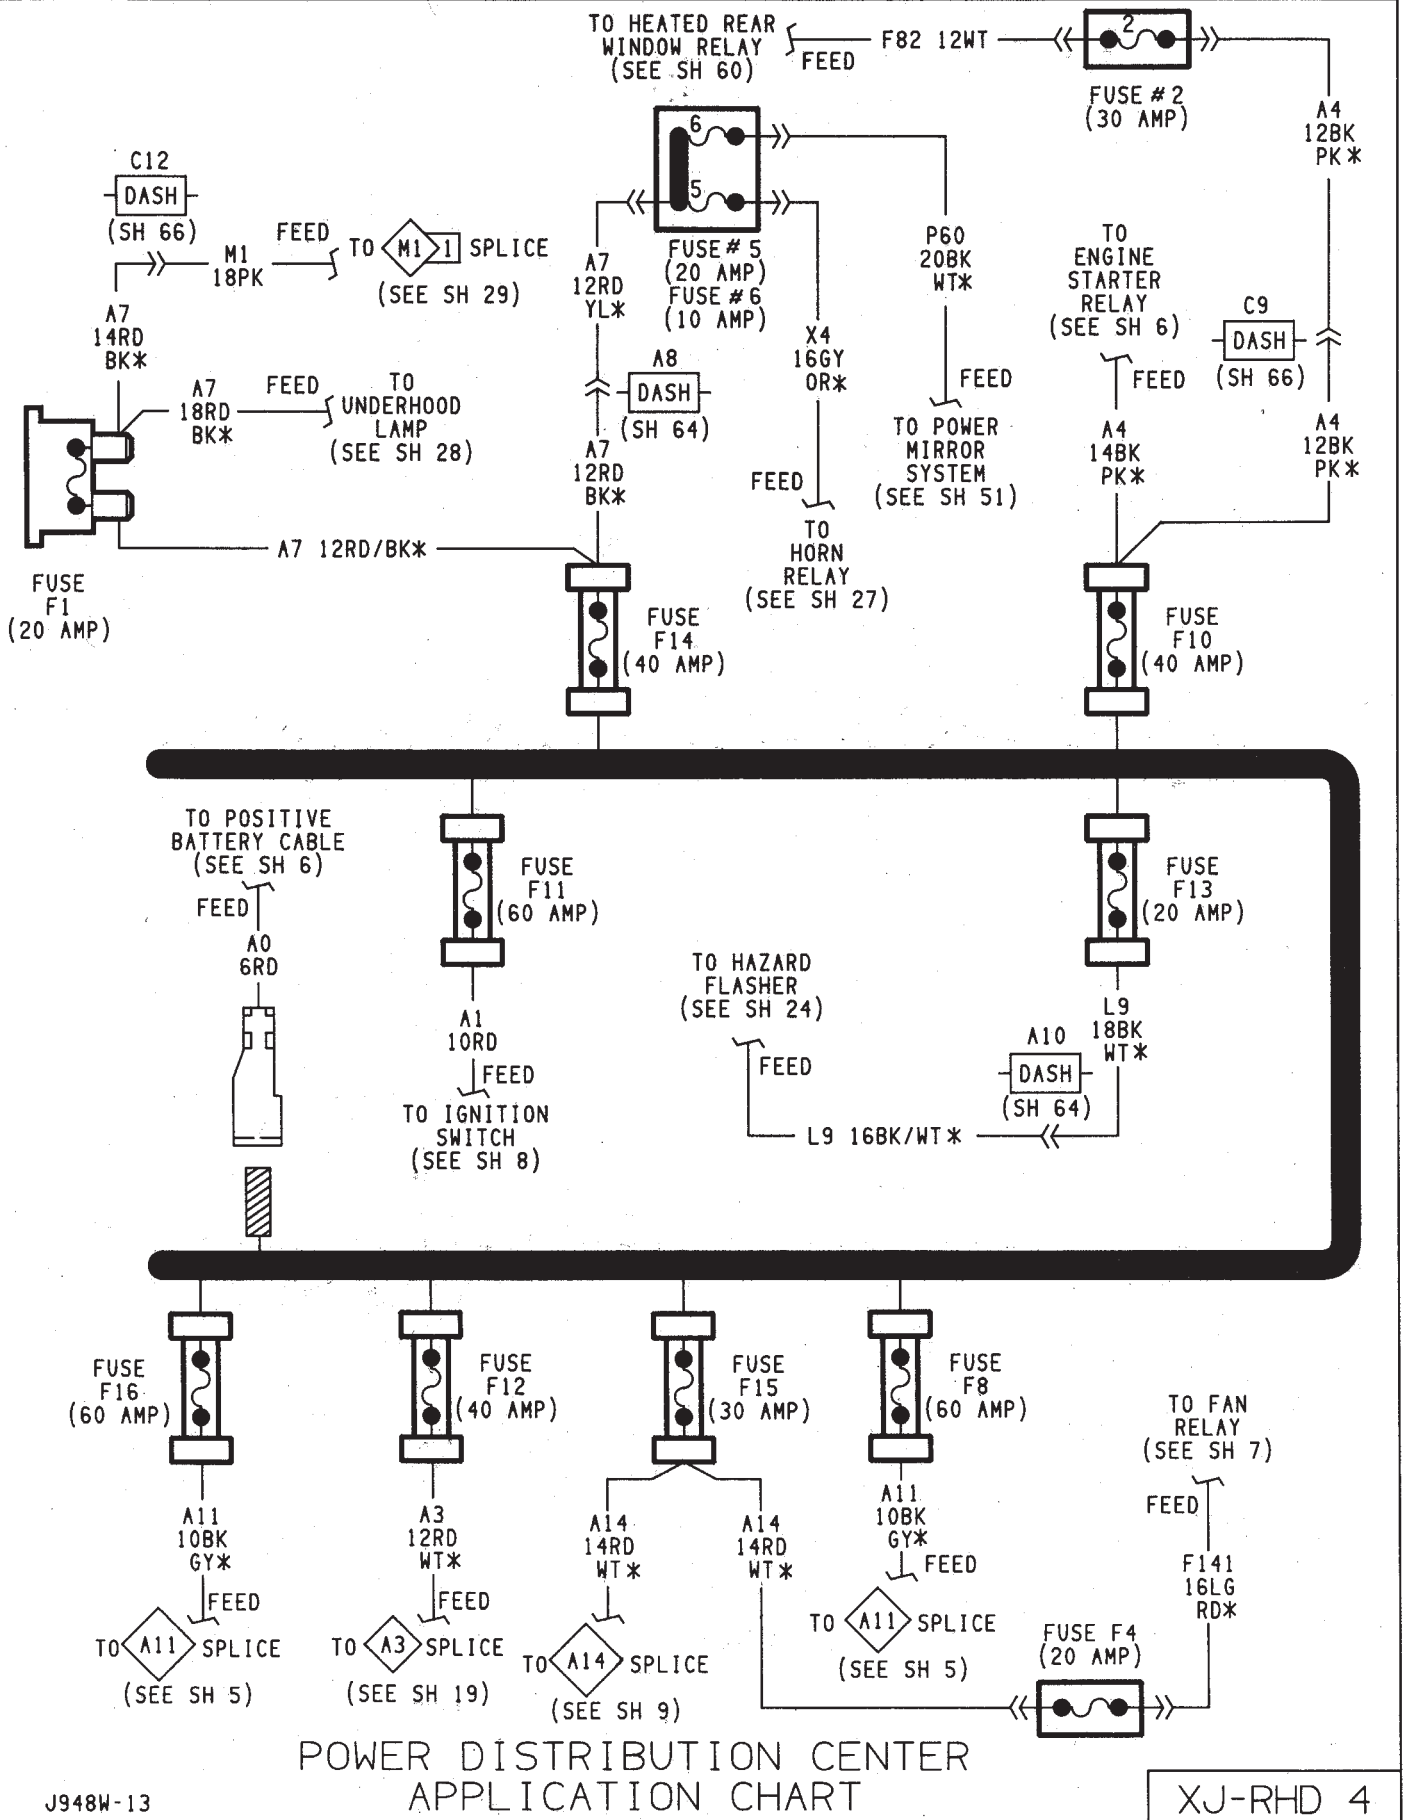 TO HEATED REAR
WINDOW RELAY
(SEE SH 60)
FEED
F82 12WT
2
FUSE #2
(30 AMP)
A4
12BK
PK*
6
5
FUSE #5
(20 AMP)
FUSE #6
(10 AMP)
C12
DASH
(SH 66)
M1
18PK
FEED
TO M1 1 SPLICE
(SEE SH 29)
A7
14RD
BK*
A7
18RD
BK*
FEED
TO
UNDERHOOD
LAMP
(SEE SH 28)
A7
12RD
YL*
A8
DASH
(SH 64)
A7
12RD
BK*
X4
16GY
OR*
FEED
TO
HORN
RELAY
(SEE SH 27)
P60
20BK
WT*
FEED
TO POWER
MIRROR
SYSTEM
(SEE SH 51)
TO
ENGINE
STARTER
RELAY
(SEE SH 6)
FEED
A4
14BK
PK*
C9
DASH
(SH 66)
A4
12BK
PK*
A7 12RD/BK*
FUSE
F1
(20 AMP)
FUSE
F14
(40 AMP)
FUSE
F10
(40 AMP)
TO POSITIVE
BATTERY CABLE
(SEE SH 6)
FEED
A0
6RD
FUSE
F11
(60 AMP)
A1
10RD
FEED
TO IGNITION
SWITCH
(SEE SH 8)
FUSE
F13
(20 AMP)
TO HAZARD
FLASHER
(SEE SH 24)
FEED
L9
18BK
WT*
A10
DASH
(SH 64)
L9 16BK/WT*
FUSE
F16
(60 AMP)
FUSE
F12
(40 AMP)
FUSE
F15
(30 AMP)
FUSE
F8
(60 AMP)
TO FAN
RELAY
(SEE SH 7)
FEED
A11
10BK
GY*
FEED
TO A11 SPLICE
(SEE SH 5)
A3
12RD
WT*
FEED
TO A3 SPLICE
(SEE SH 19)
A14
14RD
WT*
TO A14 SPLICE
(SEE SH 9)
A14
14RD
WT*
A11
10BK
GY*
FEED
TO A11 SPLICE
(SEE SH 5)
F141
16LG
RD*
FUSE F4
(20 AMP)
POWER DISTRIBUTION CENTER
APPLICATION CHART
J948W-13
XJ-RHD 4